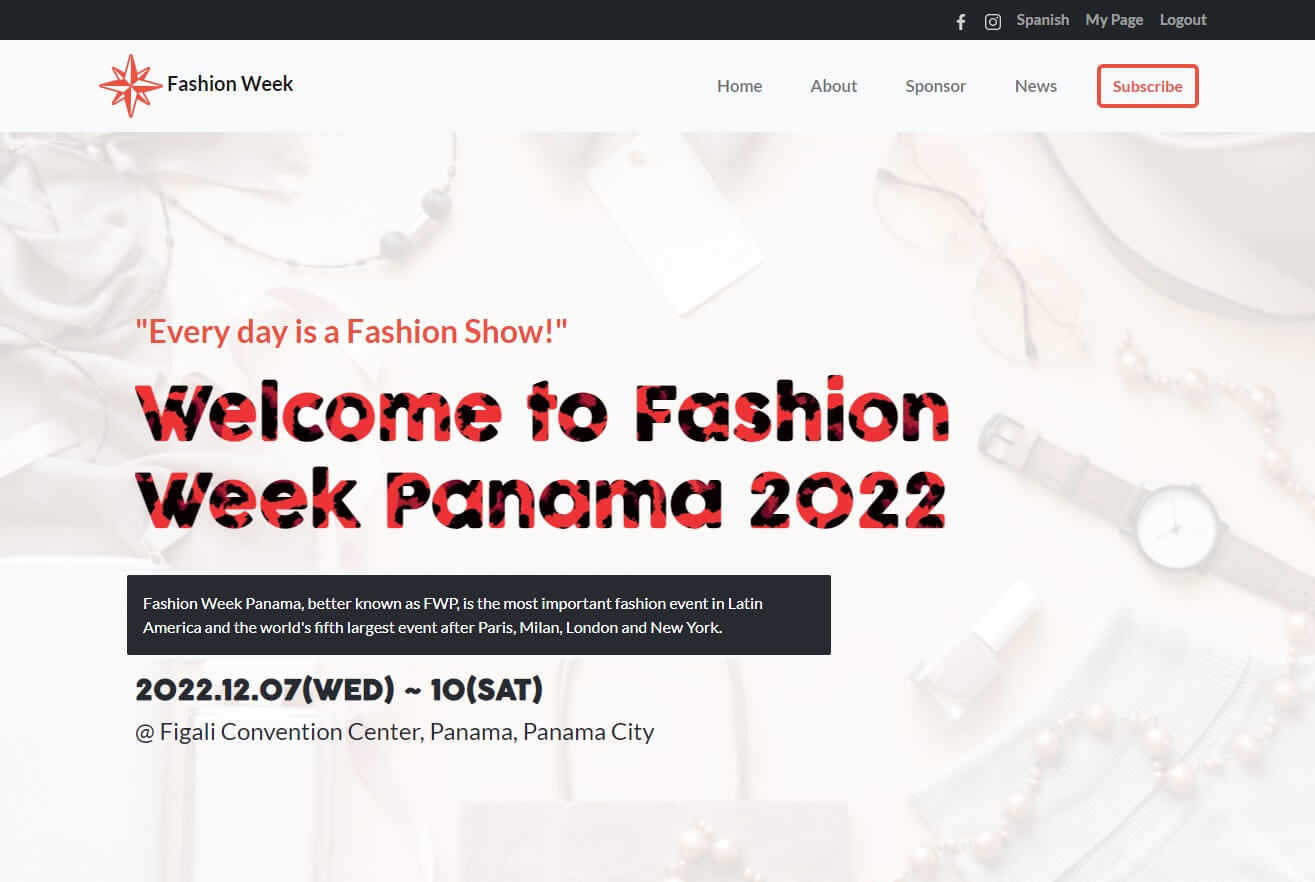 Spanish My Page Logout
Fashion Week
Home About Sponsor News Subscribe
"Every day is a Fashion Show!"
Welcome to Fashion
Week Panama 2022
Fashion Week Panama, better known as FWP, is the most important fashion event in Latin
America and the world's fifth largest event after Paris, Milan, London and New York.
2022.12.07(WED) ~ 10(SAT)
@ Figali Convention Center, Panama, Panama City